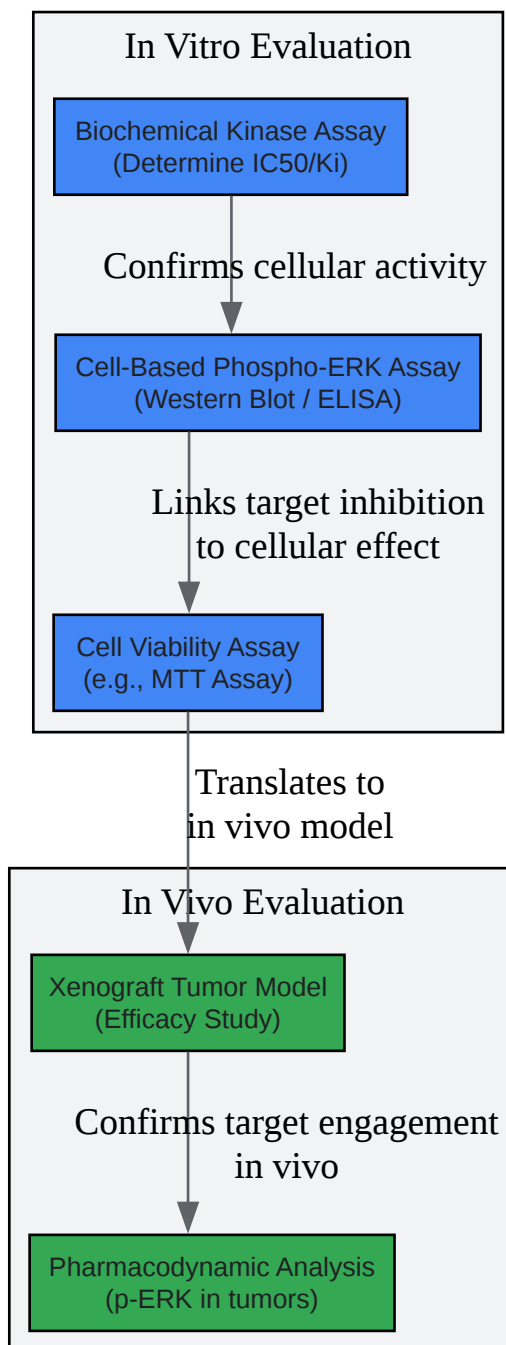 In Vitro Evaluation
Biochemical Kinase Assay
(Determine IC50/Ki)
Confirms cellular activity
Cell-Based Phospho-ERK Assay
(Western Blot / ELISA)
Links target inhibition
to cellular effect
Cell Viability Assay
(e.g., MTT Assay)
Translates to
in vivo model
In Vivo Evaluation
Xenograft Tumor Model
(Efficacy Study)
Confirms target engagement
in vivo
Pharmacodynamic Analysis
(p-ERK in tumors)